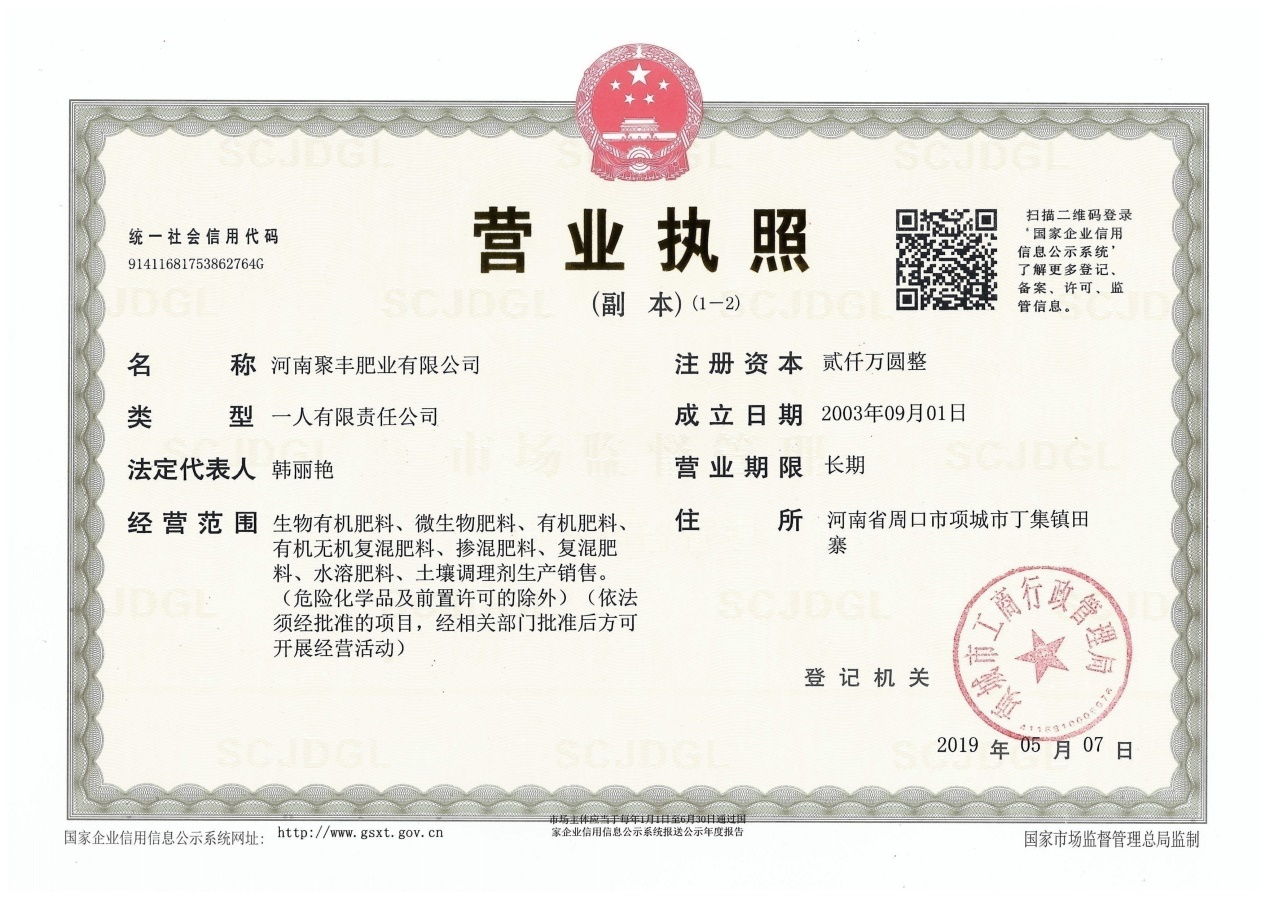 营业执照
(副 本)(1-2)
统一社会信用代码
91411681753862764G
扫描二维码登录
‘国家企业信用
信息公示系统’
了解更多登记、
备案、许可、监
管信息。
名 称 河南聚丰肥业有限公司
类 型 一人有限责任公司
法定代表人 韩丽艳
经营范围 生物有机肥料、微生物肥料、有机肥料、
有机无机复混肥料、掺混肥料、复混肥
料、水溶肥料、土壤调理剂生产销售。
（危险化学品及前置许可的除外）（依法
须经批准的项目，经相关部门批准后方可
开展经营活动）
注册资本 贰仟万圆整
成立日期 2003年09月01日
营业期限 长期
住 所 河南省周口市项城市丁集镇田
寨
登记机关
项城市工商行政管理局
2019 年 05 月 07 日
国家企业信用信息公示系统网址： http://www.gsxt.gov.cn
市场主体应当于每年1月1日至6月30日通过国
家企业信用信息公示系统报送公示年度报告
国家市场监督管理总局监制
SCJDGL
市场监督管理